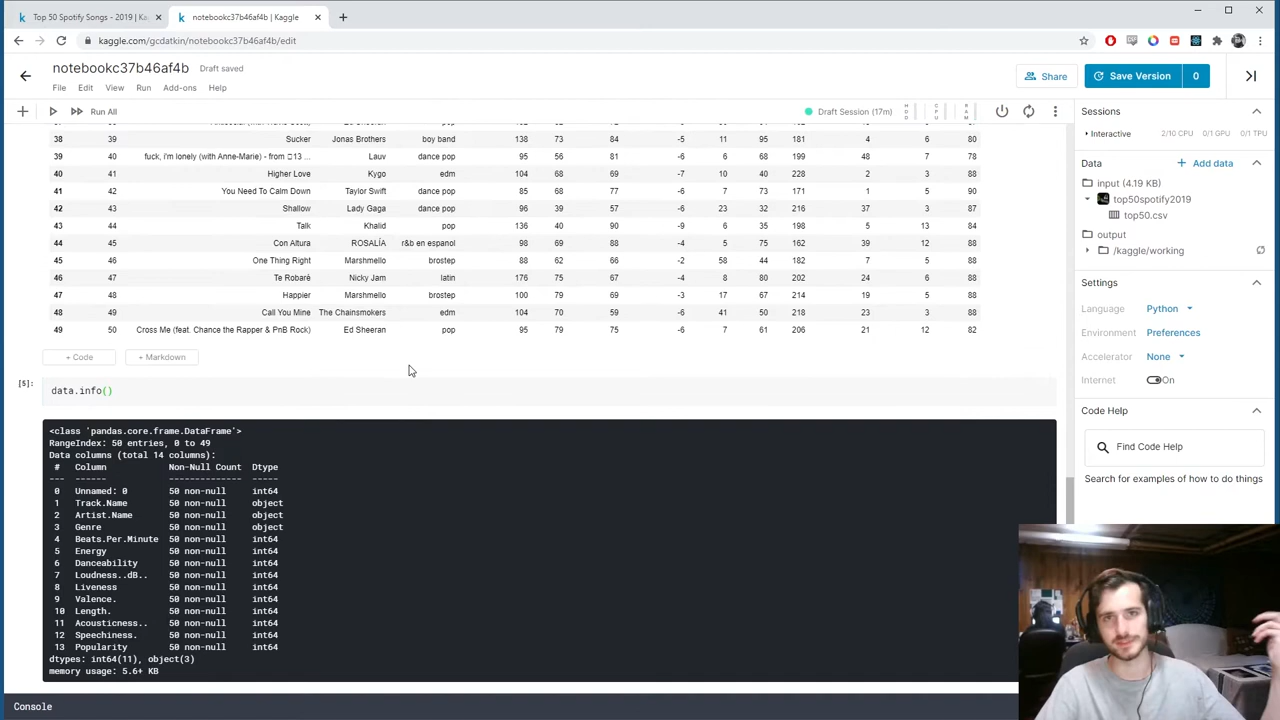 Top 50 Spotify Songs - 2019 | Ka
notebookc37b46af4b | Kaggle
kaggle.com/gcdatkin/notebookc37b46af4b/edit
notebookc37b46af4b Draft saved
File Edit View Run Add-ons Help
Share
Save Version 0
Run All
Draft Session (17m)
HDD
CPU
RAM
38 39 Sucker Jonas Brothers boy band 138 73 84 -5 11 95 181 4 6 80
39 40 fuck, i'm lonely (with Anne-Marie) - from 13 ... Lauv dance pop 95 56 81 -6 6 68 199 48 7 78
40 41 Higher Love Kygo edm 104 68 69 -7 10 40 228 2 3 88
41 42 You Need To Calm Down Taylor Swift dance pop 85 68 77 -6 7 73 171 1 5 90
42 43 Shallow Lady Gaga dance pop 96 39 57 -6 23 32 216 37 3 87
43 44 Talk Khalid pop 136 40 90 -9 6 35 198 5 13 84
44 45 Con Altura ROSALÍA r&b en espanol 98 69 88 -4 5 75 162 39 12 88
45 46 One Thing Right Marshmello brostep 88 62 66 -2 58 44 182 7 5 88
46 47 Te Robaré Nicky Jam latin 176 75 67 -4 8 80 202 24 6 88
47 48 Happier Marshmello brostep 100 79 69 -3 17 67 214 19 5 88
48 49 Call You Mine The Chainsmokers edm 104 70 59 -6 41 50 218 23 3 88
49 50 Cross Me (feat. Chance the Rapper & PnB Rock) Ed Sheeran pop 95 79 75 -6 7 61 206 21 12 82
+ Code + Markdown
[5]:
data.info()
<class 'pandas.core.frame.DataFrame'>
RangeIndex: 50 entries, 0 to 49
Data columns (total 14 columns):
# Column Non-Null Count Dtype
--- ------ -------------- -----
0 Unnamed: 0 50 non-null int64
1 Track.Name 50 non-null object
2 Artist.Name 50 non-null object
3 Genre 50 non-null object
4 Beats.Per.Minute 50 non-null int64
5 Energy 50 non-null int64
6 Danceability 50 non-null int64
7 Loudness..dB.. 50 non-null int64
8 Liveness 50 non-null int64
9 Valence. 50 non-null int64
10 Length. 50 non-null int64
11 Acousticness.. 50 non-null int64
12 Speechiness. 50 non-null int64
13 Popularity 50 non-null int64
dtypes: int64(11), object(3)
memory usage: 5.6+ KB
Console
Sessions
Interactive 2/10 CPU 0/1 GPU 0/1 TPU
Data + Add data
input (4.19 KB)
top50spotify2019
top50.csv
output
/kaggle/working
Settings
Language Python
Environment Preferences
Accelerator None
Internet On
Code Help
Find Code Help
Search for examples of how to do things